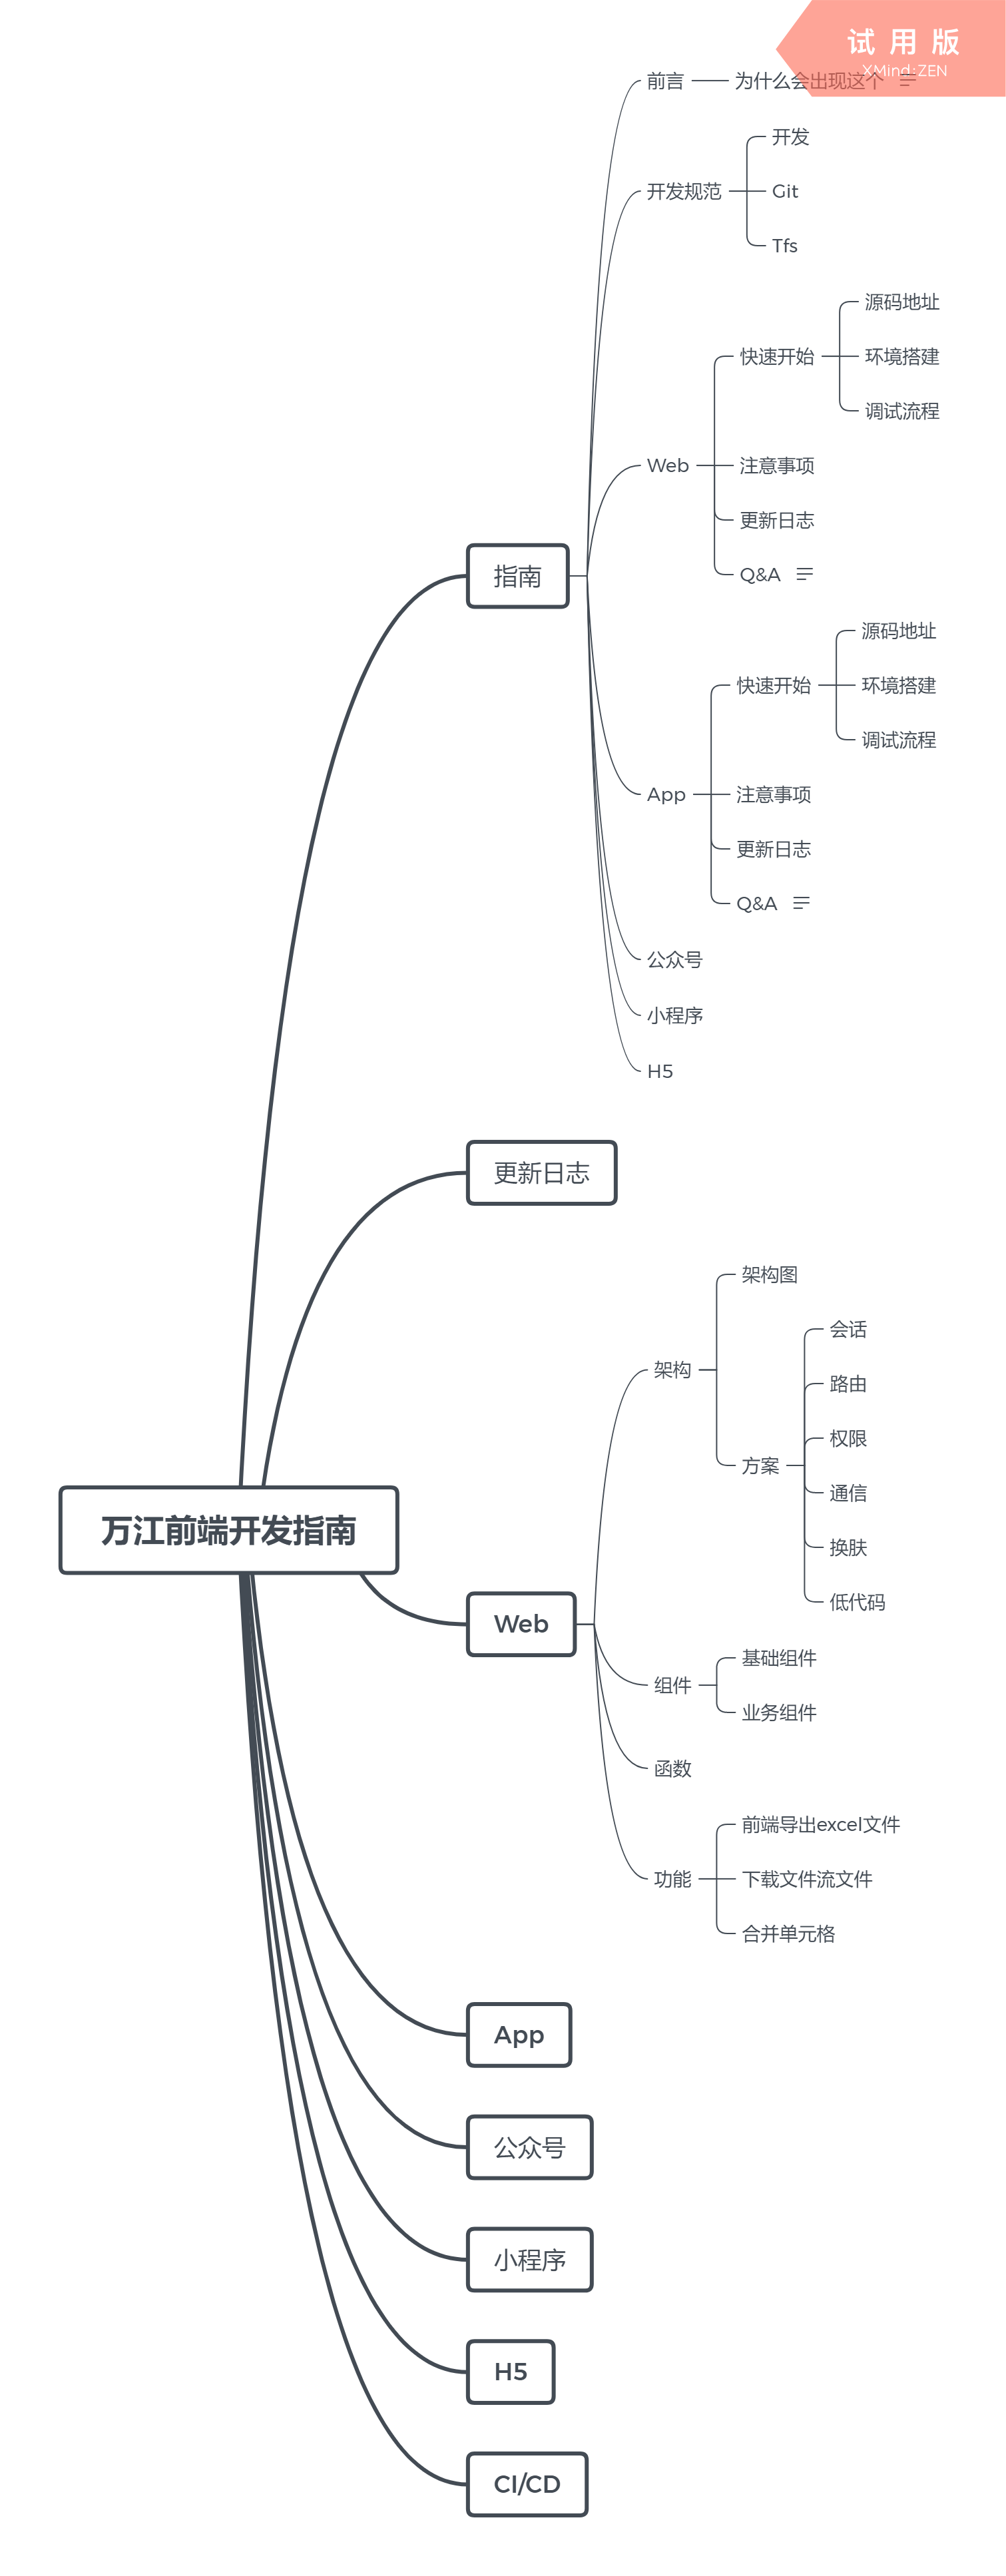 试用版
XMind:ZEN
前言
为什么会出现这个
开发规范
开发
Git
Tfs
指南
Web
快速开始
源码地址
环境搭建
调试流程
注意事项
更新日志
Q&A
App
快速开始
源码地址
环境搭建
调试流程
注意事项
更新日志
Q&A
公众号
小程序
H5
更新日志
万江前端开发指南
Web
架构
架构图
方案
会话
路由
权限
通信
换肤
低代码
组件
基础组件
业务组件
函数
功能
前端导出excel文件
下载文件流文件
合并单元格
App
公众号
小程序
H5
CI/CD